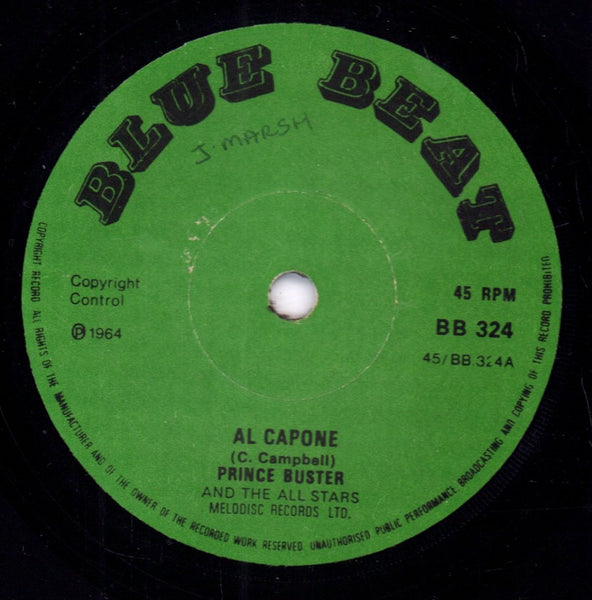 BLUE BEAT
J. MARSH
Copyright
Control
Ⓟ 1964
45 RPM
BB 324
45/BB.324A
AL CAPONE
(C. Campbell)
PRINCE BUSTER
AND THE ALL STARS
MELODISC RECORDS LTD.
COPYRIGHT RECORD. ALL RIGHTS OF THE MANUFACTURER AND OF THE OWNER OF THE RECORDED WORK RESERVED. UNAUTHORISED PUBLIC PERFORMANCE BROADCASTING AND COPYING OF THIS RECORD PROHIBITED